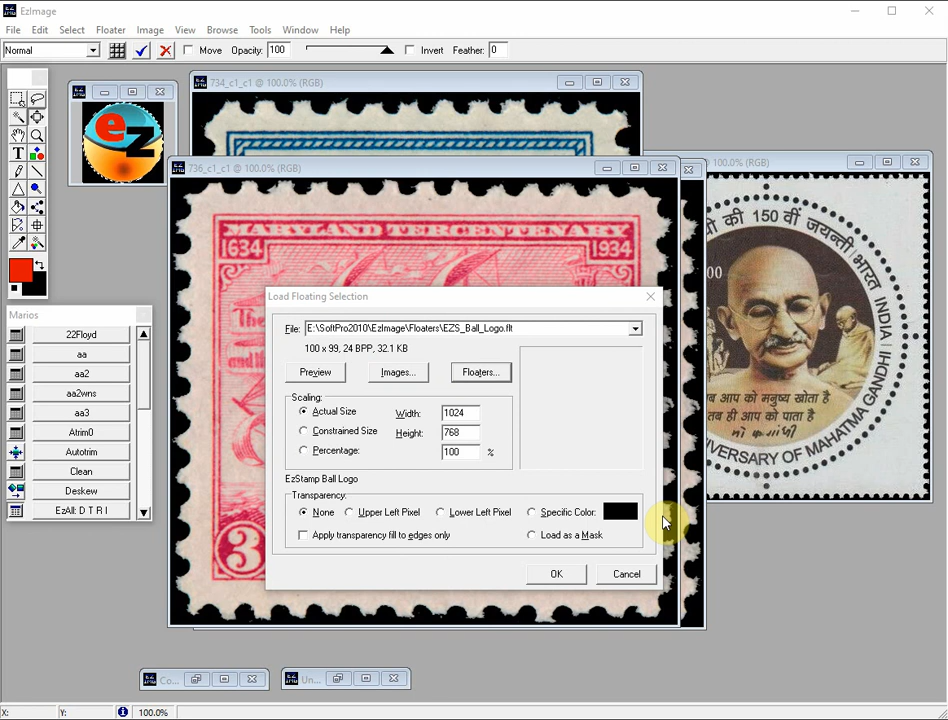 EzImage
File Edit Select Floater Image View Browse Tools Window Help
Normal Move Opacity: 100 Invert Feather: 0
734_c1_c1 @ 100.0% (RGB)
eZ
736_c1_c1 @ 100.0% (RGB)
@ 100.0% (RGB)
MARYLAND TERCENTENARY
1634 1934
The
3
की 150 वीं जयन्ती भारत INDIA
00
आप को मनुष्य खोता है
तब ही आप को पाता है
मो क गांधी
ANNIVERSARY OF MAHATMA GANDHI
Load Floating Selection
File: E:\SoftPro2010\EzImage\Floaters\EZS_Ball_Logo.flt
100 x 99, 24 BPP, 32.1 KB
Preview Images... Floaters...
Scaling:
Actual Size Width: 1024
Constrained Size Height: 768
Percentage: 100 %
EzStamp Ball Logo
Transparency:
None Upper Left Pixel Lower Left Pixel Specific Color:
Apply transparency fill to edges only Load as a Mask
OK Cancel
Marios
22Floyd
aa
aa2
aa2wns
aa3
Atrim0
Autotrim
Clean
Deskew
EzAll: D T R I
Co...
Un...
X: Y: 100.0%